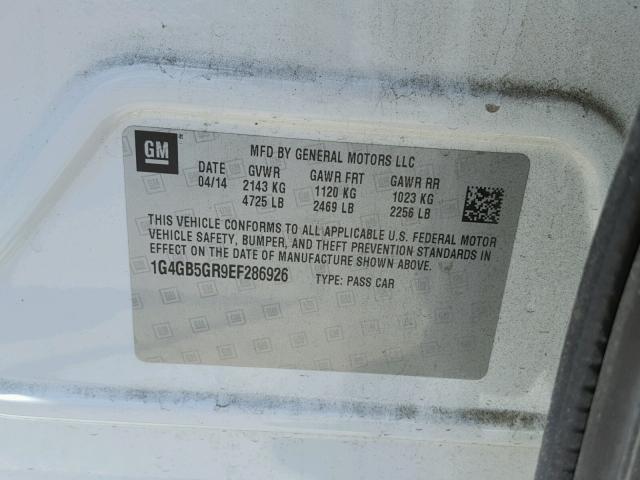 GM
MFD BY GENERAL MOTORS LLC
DATE GVWR GAWR FRT GAWR RR
04/14 2143 KG 1120 KG 1023 KG
4725 LB 2469 LB 2256 LB
THIS VEHICLE CONFORMS TO ALL APPLICABLE U.S. FEDERAL MOTOR
VEHICLE SAFETY, BUMPER, AND THEFT PREVENTION STANDARDS IN
EFFECT ON THE DATE OF MANUFACTURE SHOWN ABOVE.
1G4GB5GR9EF286926 TYPE: PASS CAR